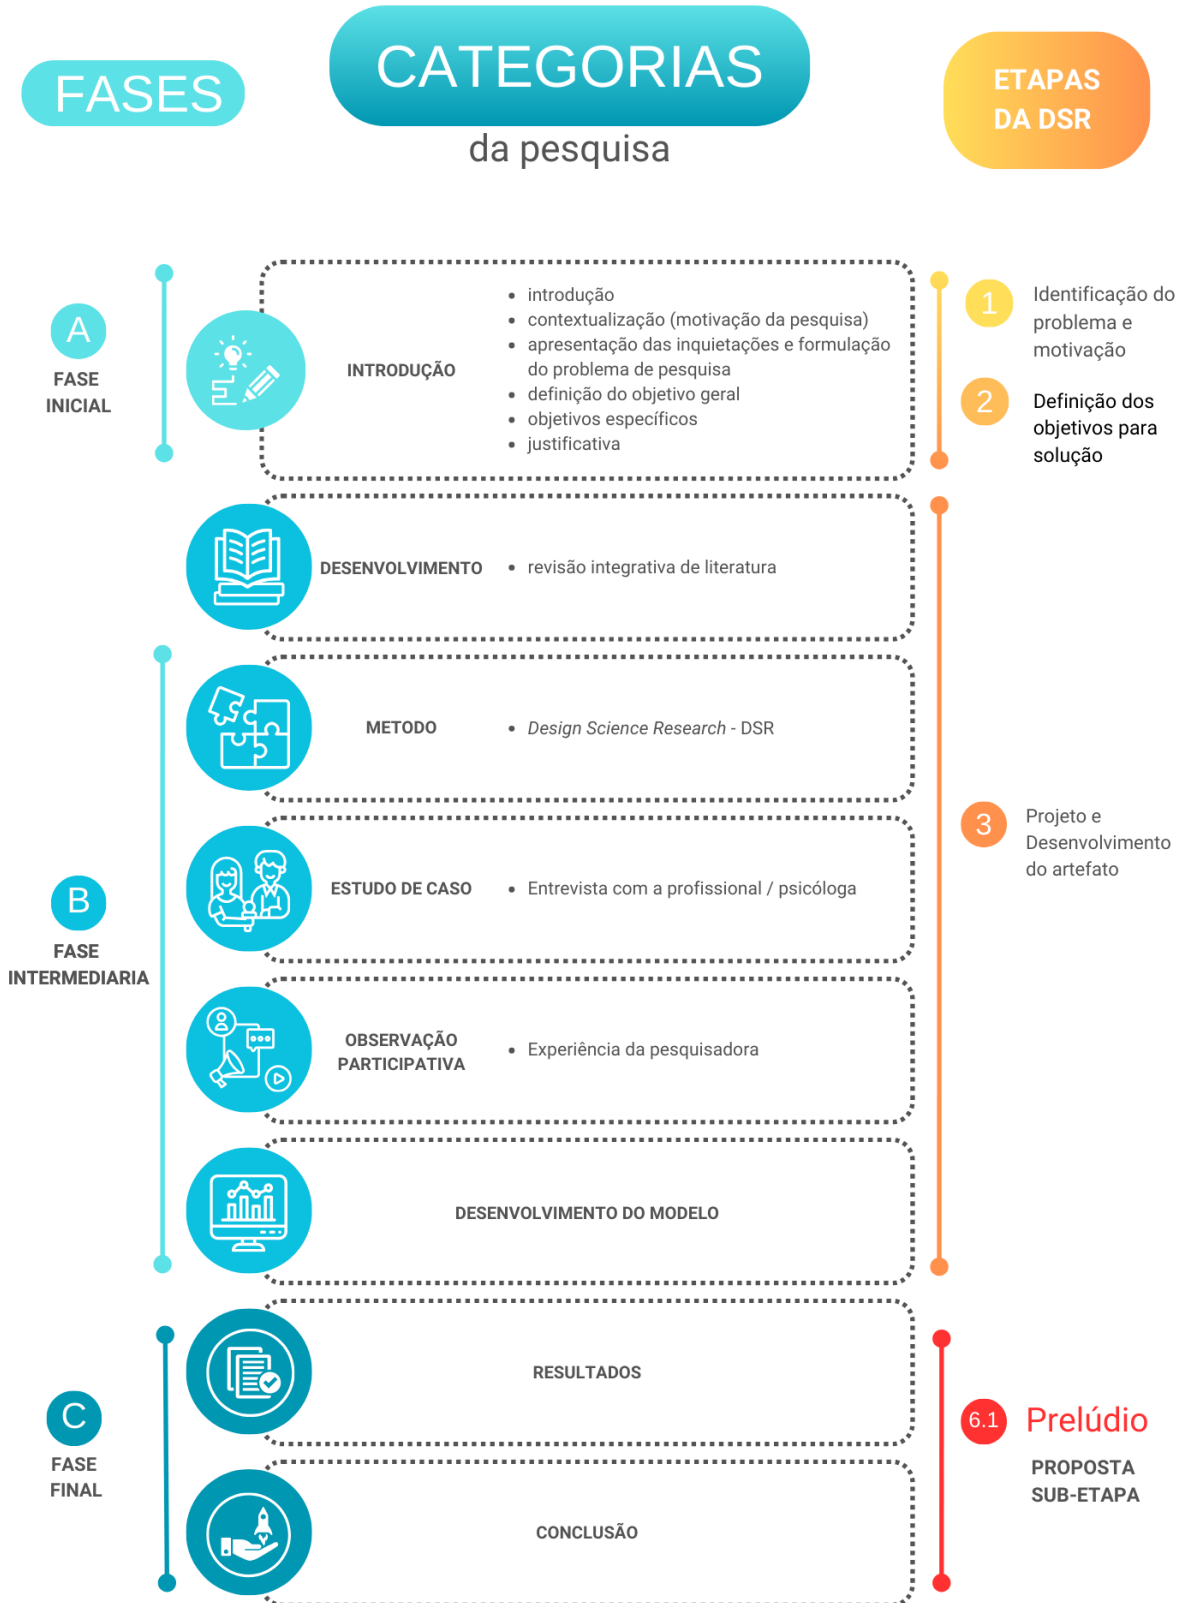 FASES
CATEGORIAS
da pesquisa
ETAPAS
DA DSR
A
FASE
INICIAL
INTRODUÇÃO
• introdução
• contextualização (motivação da pesquisa)
• apresentação das inquietações e formulação
do problema de pesquisa
• definição do objetivo geral
• objetivos específicos
• justificativa
1
Identificação do
problema e
motivação
2
Definição dos
objetivos para
solução
DESENVOLVIMENTO
• revisão integrativa de literatura
METODO
• Design Science Research - DSR
B
FASE
INTERMEDIARIA
ESTUDO DE CASO
• Entrevista com a profissional / psicóloga
3
Projeto e
Desenvolvimento
do artefato
OBSERVAÇÃO
PARTICIPATIVA
• Experiência da pesquisadora
DESENVOLVIMENTO DO MODELO
C
FASE
FINAL
RESULTADOS
6.1
Prelúdio
PROPOSTA
SUB-ETAPA
CONCLUSÃO